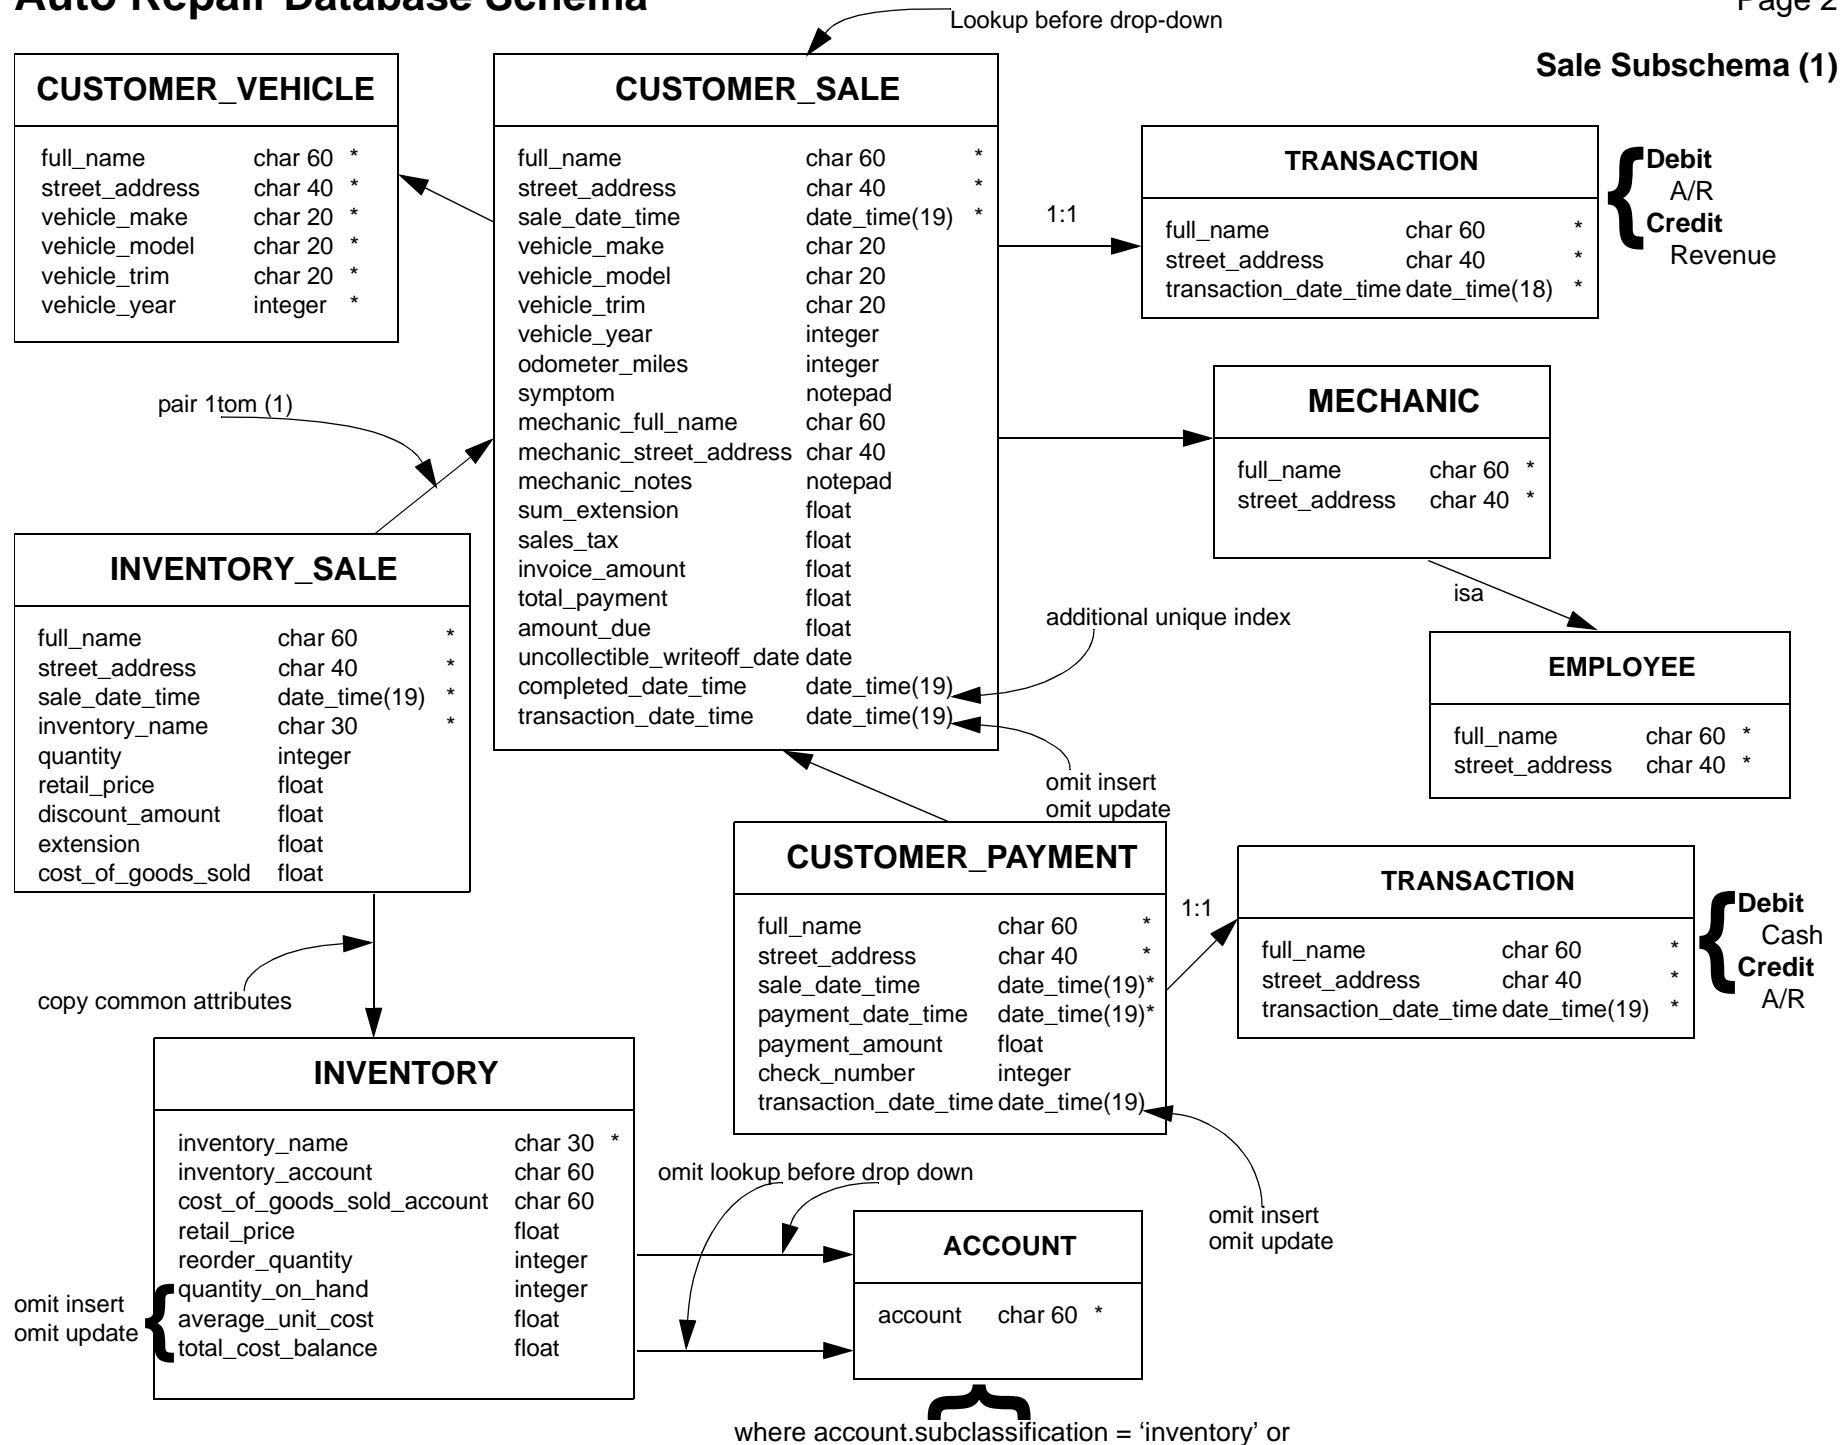 Auto Repair Database Schema
Page 2
Lookup before drop-down
Sale Subschema (1)
CUSTOMER_VEHICLE
full_name char 60 *
street_address char 40 *
vehicle_make char 20 *
vehicle_model char 20 *
vehicle_trim char 20 *
vehicle_year integer *
CUSTOMER_SALE
full_name char 60 *
street_address char 40 *
sale_date_time date_time(19) *
vehicle_make char 20
vehicle_model char 20
vehicle_trim char 20
vehicle_year integer
odometer_miles integer
symptom notepad
mechanic_full_name char 60
mechanic_street_address char 40
mechanic_notes notepad
sum_extension float
sales_tax float
invoice_amount float
total_payment float
amount_due float
uncollectible_writeoff_date date
completed_date_time date_time(19)
transaction_date_time date_time(19)
1:1
TRANSACTION
full_name char 60 *
street_address char 40 *
transaction_date_time date_time(18) *
Debit
A/R
Credit
Revenue
MECHANIC
full_name char 60 *
street_address char 40 *
isa
EMPLOYEE
full_name char 60 *
street_address char 40 *
pair 1tom (1)
additional unique index
omit insert
omit update
INVENTORY_SALE
full_name char 60 *
street_address char 40 *
sale_date_time date_time(19) *
inventory_name char 30 *
quantity integer
retail_price float
discount_amount float
extension float
cost_of_goods_sold float
copy common attributes
CUSTOMER_PAYMENT
full_name char 60 *
street_address char 40 *
sale_date_time date_time(19)*
payment_date_time date_time(19)*
payment_amount float
check_number integer
transaction_date_time date_time(19)
1:1
TRANSACTION
full_name char 60 *
street_address char 40 *
transaction_date_time date_time(19) *
Debit
Cash
Credit
A/R
omit insert
omit update
INVENTORY
inventory_name char 30 *
inventory_account char 60
cost_of_goods_sold_account char 60
retail_price float
reorder_quantity integer
quantity_on_hand integer
average_unit_cost float
total_cost_balance float
omit insert
omit update
omit lookup before drop down
ACCOUNT
account char 60 *
where account.subclassification = ‘inventory’ or